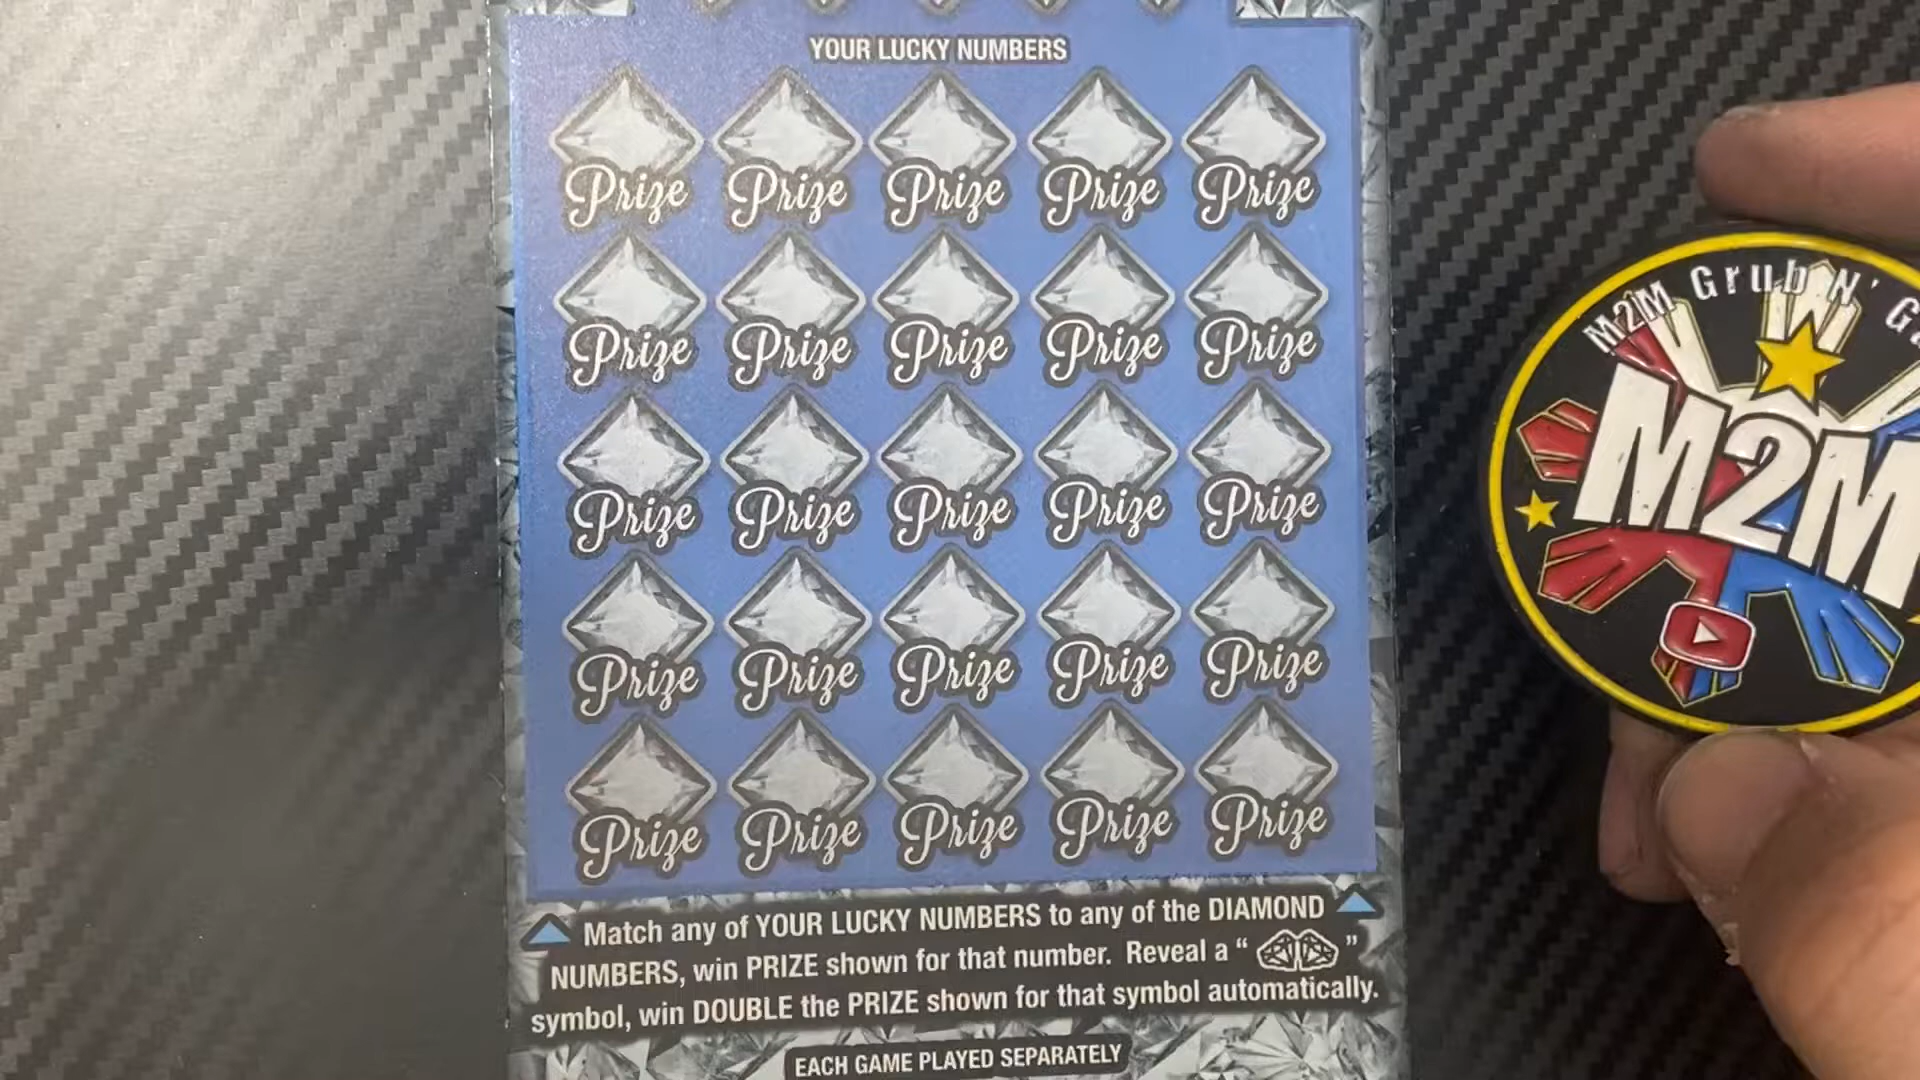 YOUR LUCKY NUMBERS
Prize Prize Prize Prize Prize
Prize Prize Prize Prize Prize
Prize Prize Prize Prize Prize
Prize Prize Prize Prize Prize
Prize Prize Prize Prize Prize
Match any of YOUR LUCKY NUMBERS to any of the DIAMOND
NUMBERS, win PRIZE shown for that number. Reveal a " "
symbol, win DOUBLE the PRIZE shown for that symbol automatically.
EACH GAME PLAYED SEPARATELY
M2M Grub N'
M2M